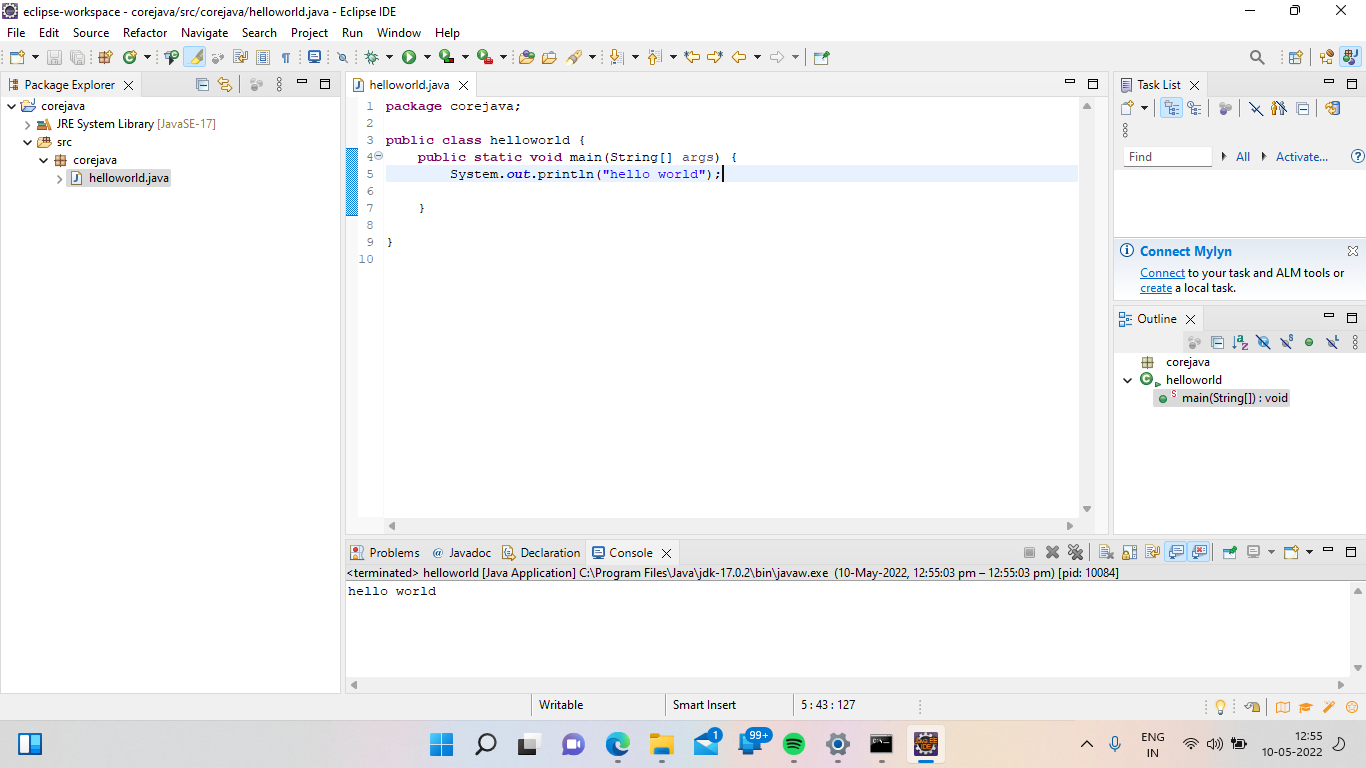 eclipse-workspace - corejava/src/corejava/helloworld.java - Eclipse IDE
File Edit Source Refactor Navigate Search Project Run Window Help
Package Explorer
corejava
JRE System Library [JavaSE-17]
src
corejava
helloworld.java
helloworld.java
1 package corejava;
2
3 public class helloworld {
4 public static void main(String[] args) {
5 System.out.println("hello world");
6
7 }
8
9 }
10
Task List
Find All Activate...
Connect Mylyn
Connect to your task and ALM tools or
create a local task.
Outline
corejava
helloworld
main(String[]) : void
Problems Javadoc Declaration Console
<terminated> helloworld [Java Application] C:\Program Files\Java\jdk-17.0.2\bin\javaw.exe (10-May-2022, 12:55:03 pm – 12:55:03 pm) [pid: 10084]
hello world
Writable Smart Insert 5 : 43 : 127
1
99+
ENG
IN
12:55
10-05-2022